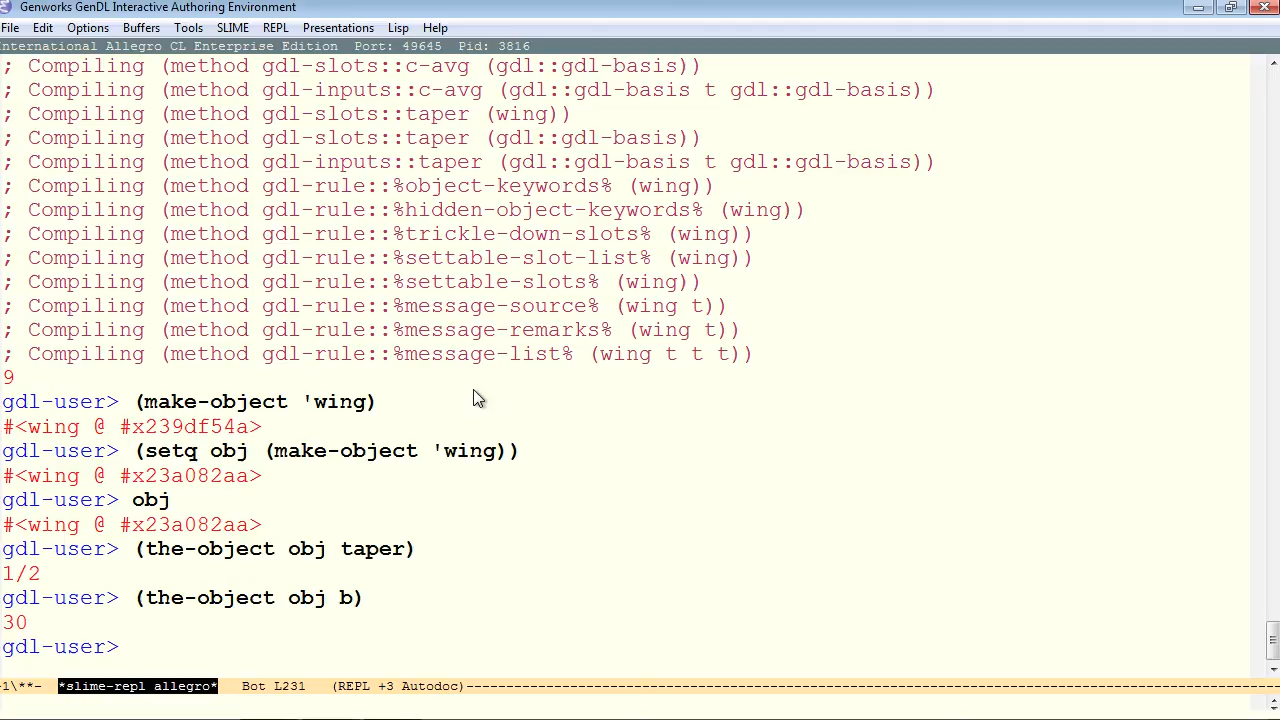 Genworks GenDL Interactive Authoring Environment
File Edit Options Buffers Tools SLIME REPL Presentations Lisp Help
International Allegro CL Enterprise Edition Port: 49645 Pid: 3816
; Compiling (method gdl-slots::c-avg (gdl::gdl-basis))
; Compiling (method gdl-inputs::c-avg (gdl::gdl-basis t gdl::gdl-basis))
; Compiling (method gdl-slots::taper (wing))
; Compiling (method gdl-slots::taper (gdl::gdl-basis))
; Compiling (method gdl-inputs::taper (gdl::gdl-basis t gdl::gdl-basis))
; Compiling (method gdl-rule::%object-keywords% (wing))
; Compiling (method gdl-rule::%hidden-object-keywords% (wing))
; Compiling (method gdl-rule::%trickle-down-slots% (wing))
; Compiling (method gdl-rule::%settable-slot-list% (wing))
; Compiling (method gdl-rule::%settable-slots% (wing))
; Compiling (method gdl-rule::%message-source% (wing t))
; Compiling (method gdl-rule::%message-remarks% (wing t))
; Compiling (method gdl-rule::%message-list% (wing t t t))
9
gdl-user> (make-object 'wing)
#<wing @ #x239df54a>
gdl-user> (setq obj (make-object 'wing))
#<wing @ #x23a082aa>
gdl-user> obj
#<wing @ #x23a082aa>
gdl-user> (the-object obj taper)
1/2
gdl-user> (the-object obj b)
30
gdl-user>
-1\**- *slime-repl allegro* Bot L231 (REPL +3 Autodoc)----------